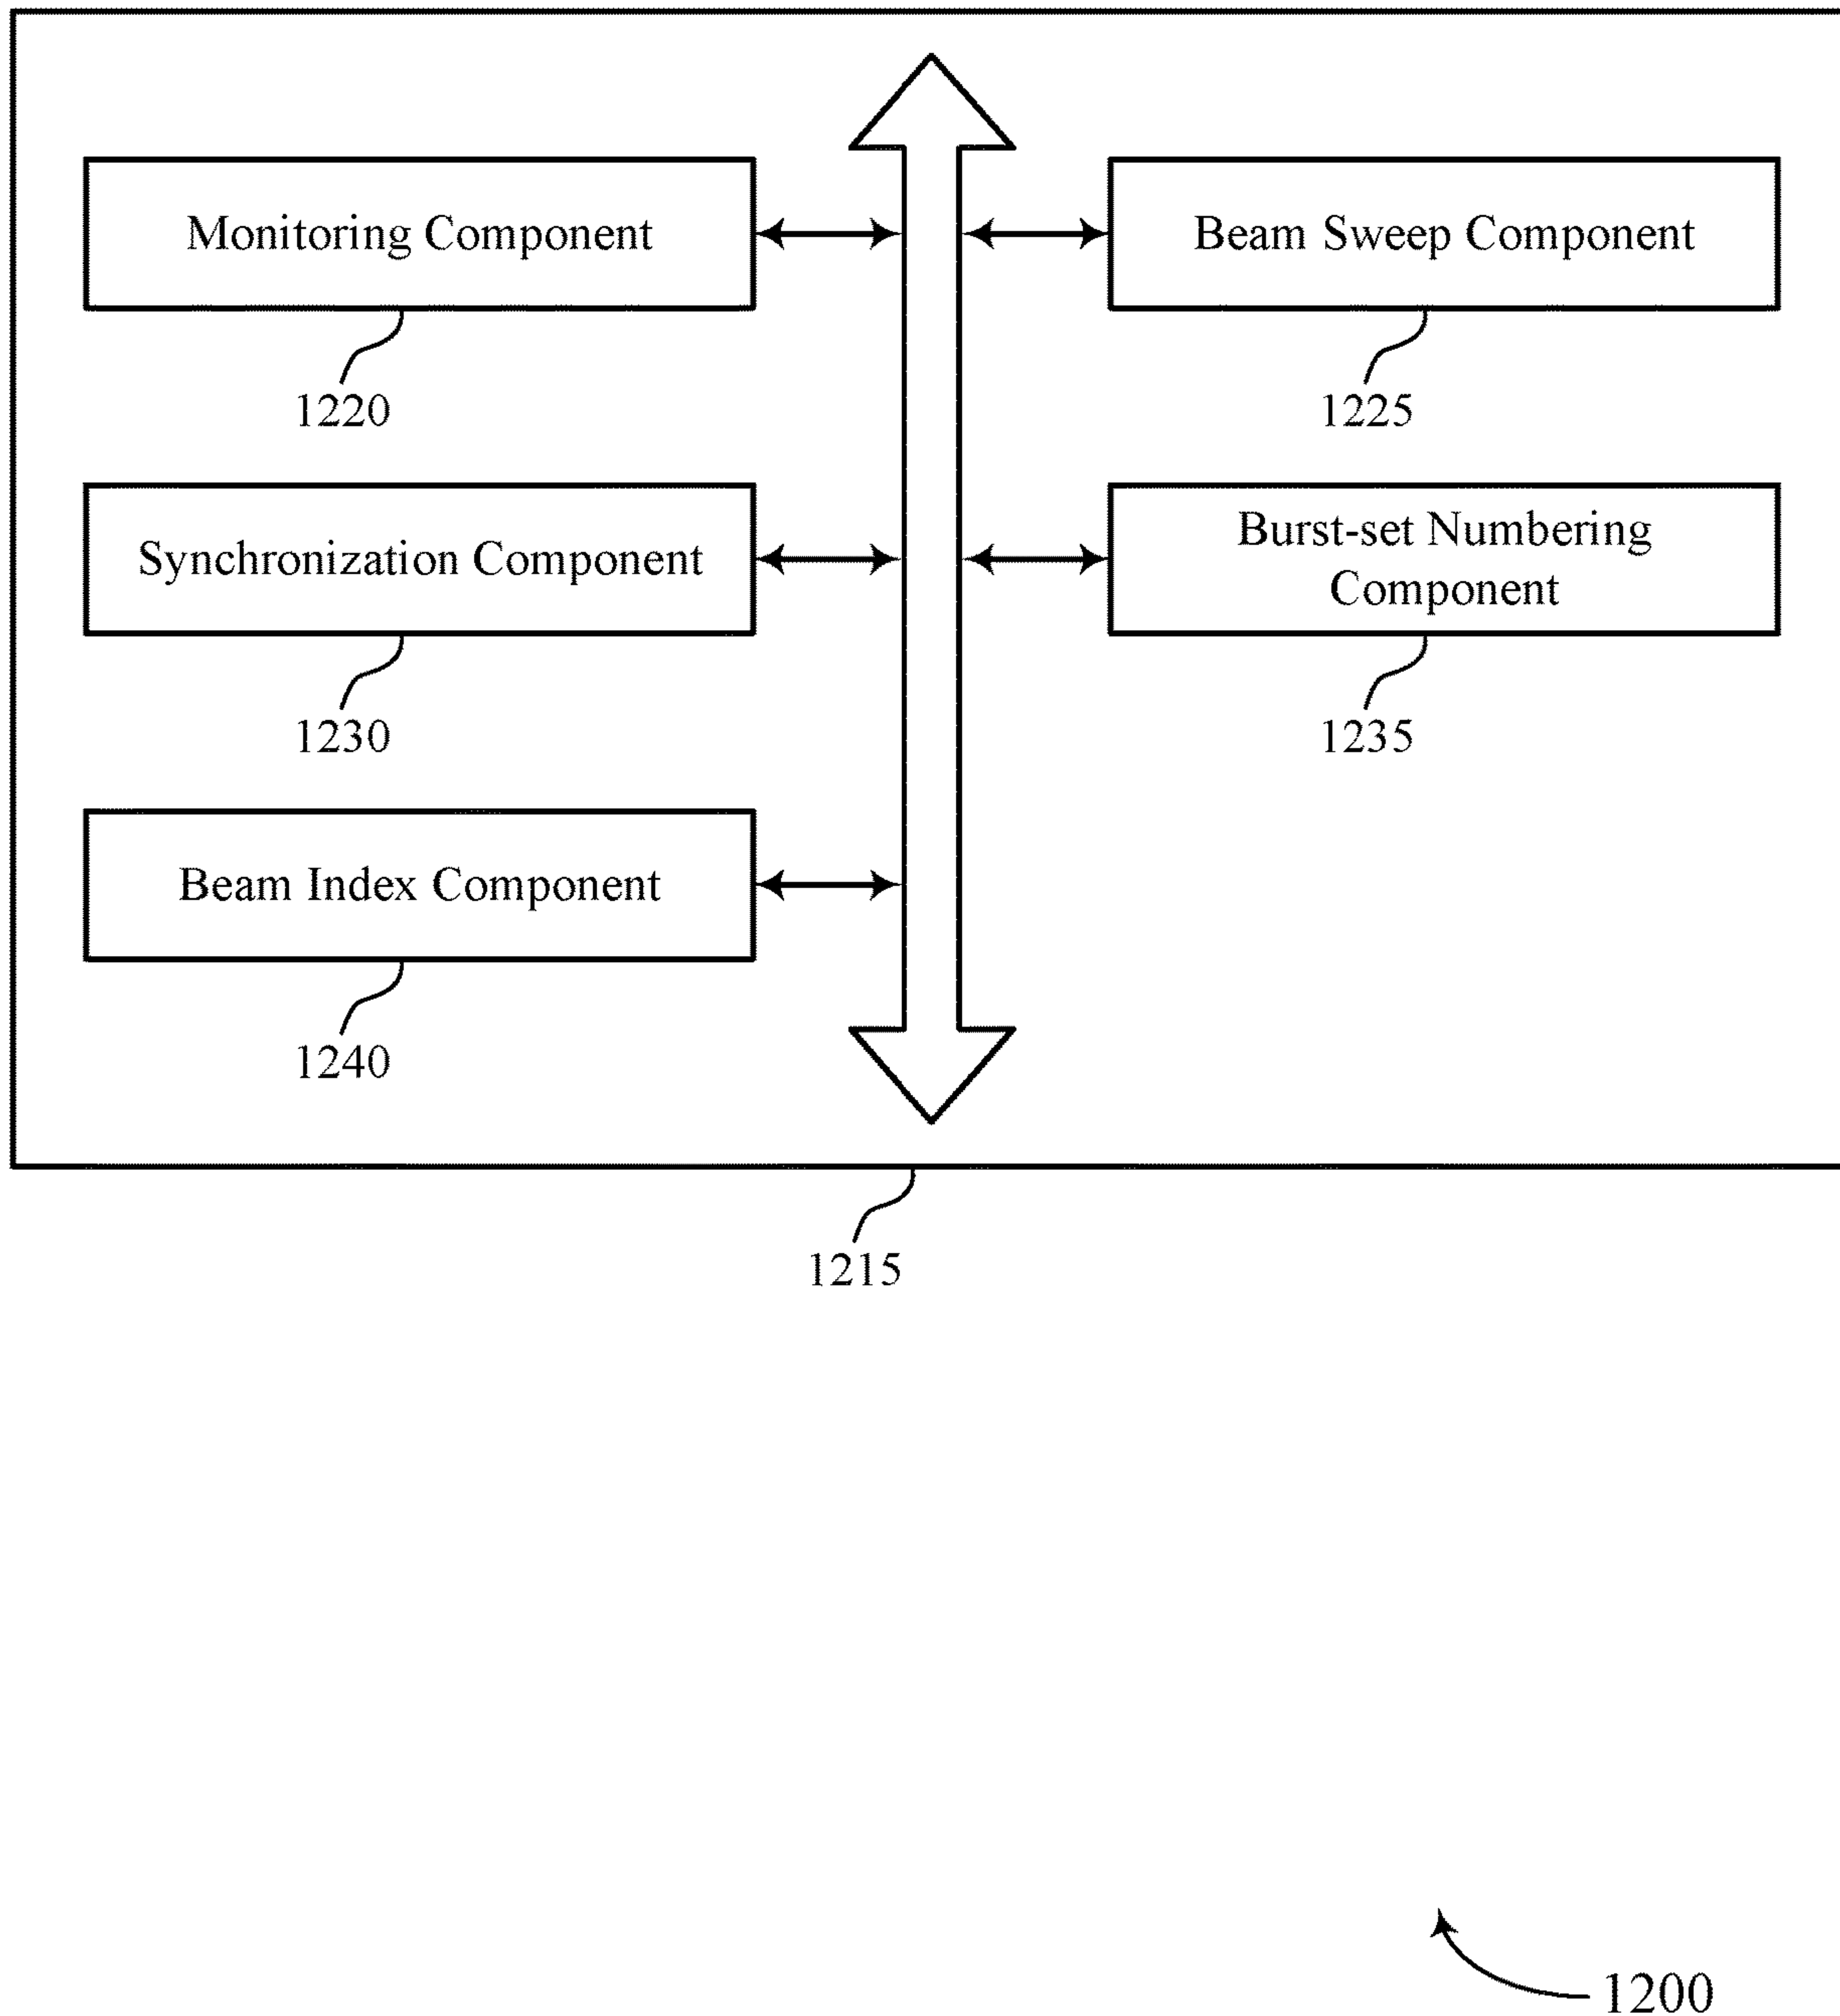 Monitoring Component
Beam Sweep Component
1220
1225
Synchronization Component
Burst-set Numbering
Component
1230
1235
Beam Index Component
1240
1215
1200